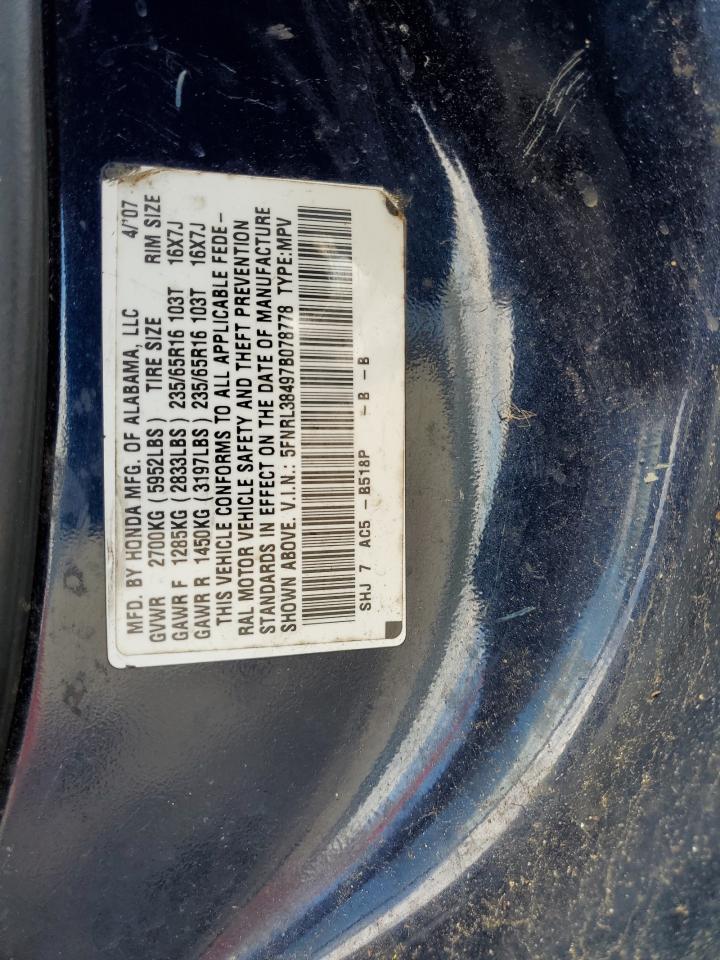 MFD. BY HONDA MFG. OF ALABAMA, LLC 4/'07
GVWR 2700KG (5952LBS) TIRE SIZE RIM SIZE
GAWR F 1285KG (2833LBS) 235/65R16 103T 16X7J
GAWR R 1450KG (3197LBS) 235/65R16 103T 16X7J
THIS VEHICLE CONFORMS TO ALL APPLICABLE FEDE-
RAL MOTOR VEHICLE SAFETY AND THEFT PREVENTION
STANDARDS IN EFFECT ON THE DATE OF MANUFACTURE
SHOWN ABOVE. V.I.N.: 5FNRL38497B078778 TYPE:MPV
SHJ 7 AC5 - B518P - B - B